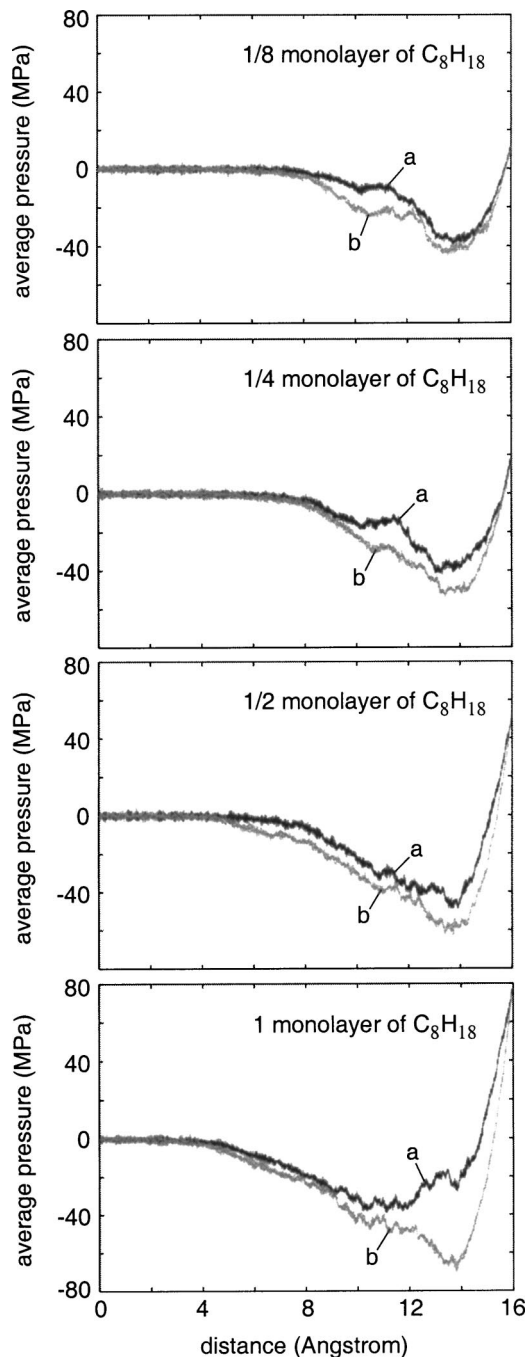 80
1/8 monolayer of C₈H₁₈
40
average pressure (MPa)
0
a
b
-40
80
1/4 monolayer of C₈H₁₈
40
average pressure (MPa)
0
a
b
-40
80
1/2 monolayer of C₈H₁₈
40
average pressure (MPa)
0
a
b
-40
80
1 monolayer of C₈H₁₈
40
average pressure (MPa)
0
a
b
-40
-80
0 4 8 12 16
distance (Angstrom)